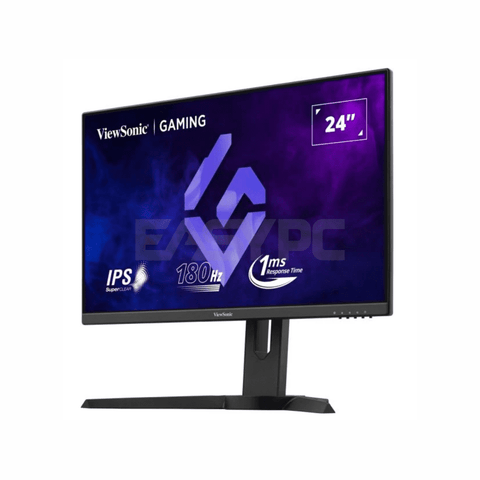 ViewSonic | GAMING
24"
EASYPC
IPS
SuperCLEAR
180Hz
1ms
Response Time
ViewSonic